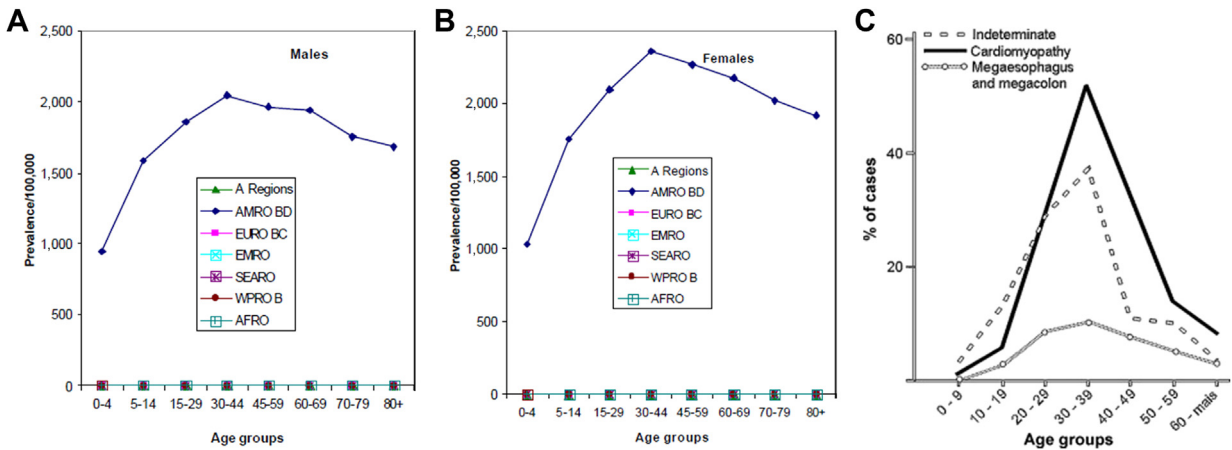 A
2,500
2,000
1,500
1,000
500
0
Prevalence/100,000
Males
A Regions
AMRO BD
EURO BC
EMRO
SEARO
WPRO B
AFRO
0-4 5-14 15-29 30-44 45-59 60-69 70-79 80+
Age groups
B
2,500
2,000
1,500
1,000
500
0
Prevalence/100,000
Females
A Regions
AMRO BD
EURO BC
EMRO
SEARO
WPRO B
AFRO
0-4 5-14 15-29 30-44 45-59 60-69 70-79 80+
Age groups
C
60
40
20
% of cases
Indeterminate
Cardiomyopathy
Megaesophagus
and megacolon
0 - 9 10 - 19 20 - 29 30 - 39 40 - 49 50 - 59 60 - mais
Age groups